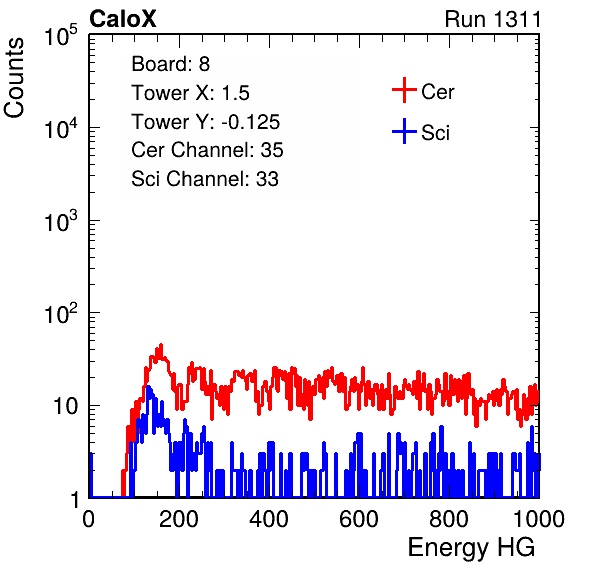 CaloX Run 1311
Counts
10^5
10^4
10^3
10^2
10
1
Board: 8
Tower X: 1.5
Tower Y: -0.125
Cer Channel: 35
Sci Channel: 33
Cer
Sci
0 200 400 600 800 1000
Energy HG